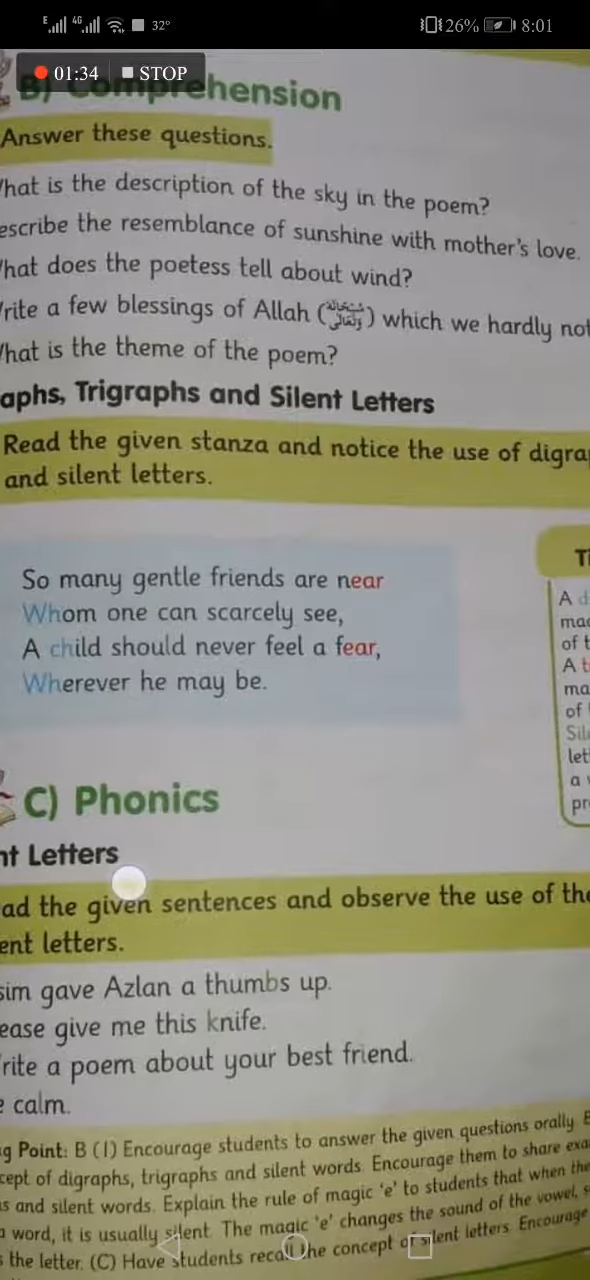 32° 26% 8:01
01:34 STOP
B) Comprehension
Answer these questions.
hat is the description of the sky in the poem?
escribe the resemblance of sunshine with mother's love.
hat does the poetess tell about wind?
rite a few blessings of Allah (سُبْحَانَهُ وَتَعَالَىٰ) which we hardly not
hat is the theme of the poem?
aphs, Trigraphs and Silent Letters
Read the given stanza and notice the use of digra
and silent letters.
So many gentle friends are near
Whom one can scarcely see,
A child should never feel a fear,
Wherever he may be.
Ti
A d
mad
of t
A t
ma
of
Sil
let
a
pr
C) Phonics
nt Letters
ad the given sentences and observe the use of the
ent letters.
sim gave Azlan a thumbs up.
ease give me this knife.
rite a poem about your best friend.
e calm.
g Point: B (I) Encourage students to answer the given questions orally. E
cept of digraphs, trigraphs and silent words. Encourage them to share exa
s and silent words. Explain the rule of magic 'e' to students that when the
a word, it is usually silent. The magic 'e' changes the sound of the vowel, s
s the letter. (C) Have students recall the concept of silent letters. Encourage